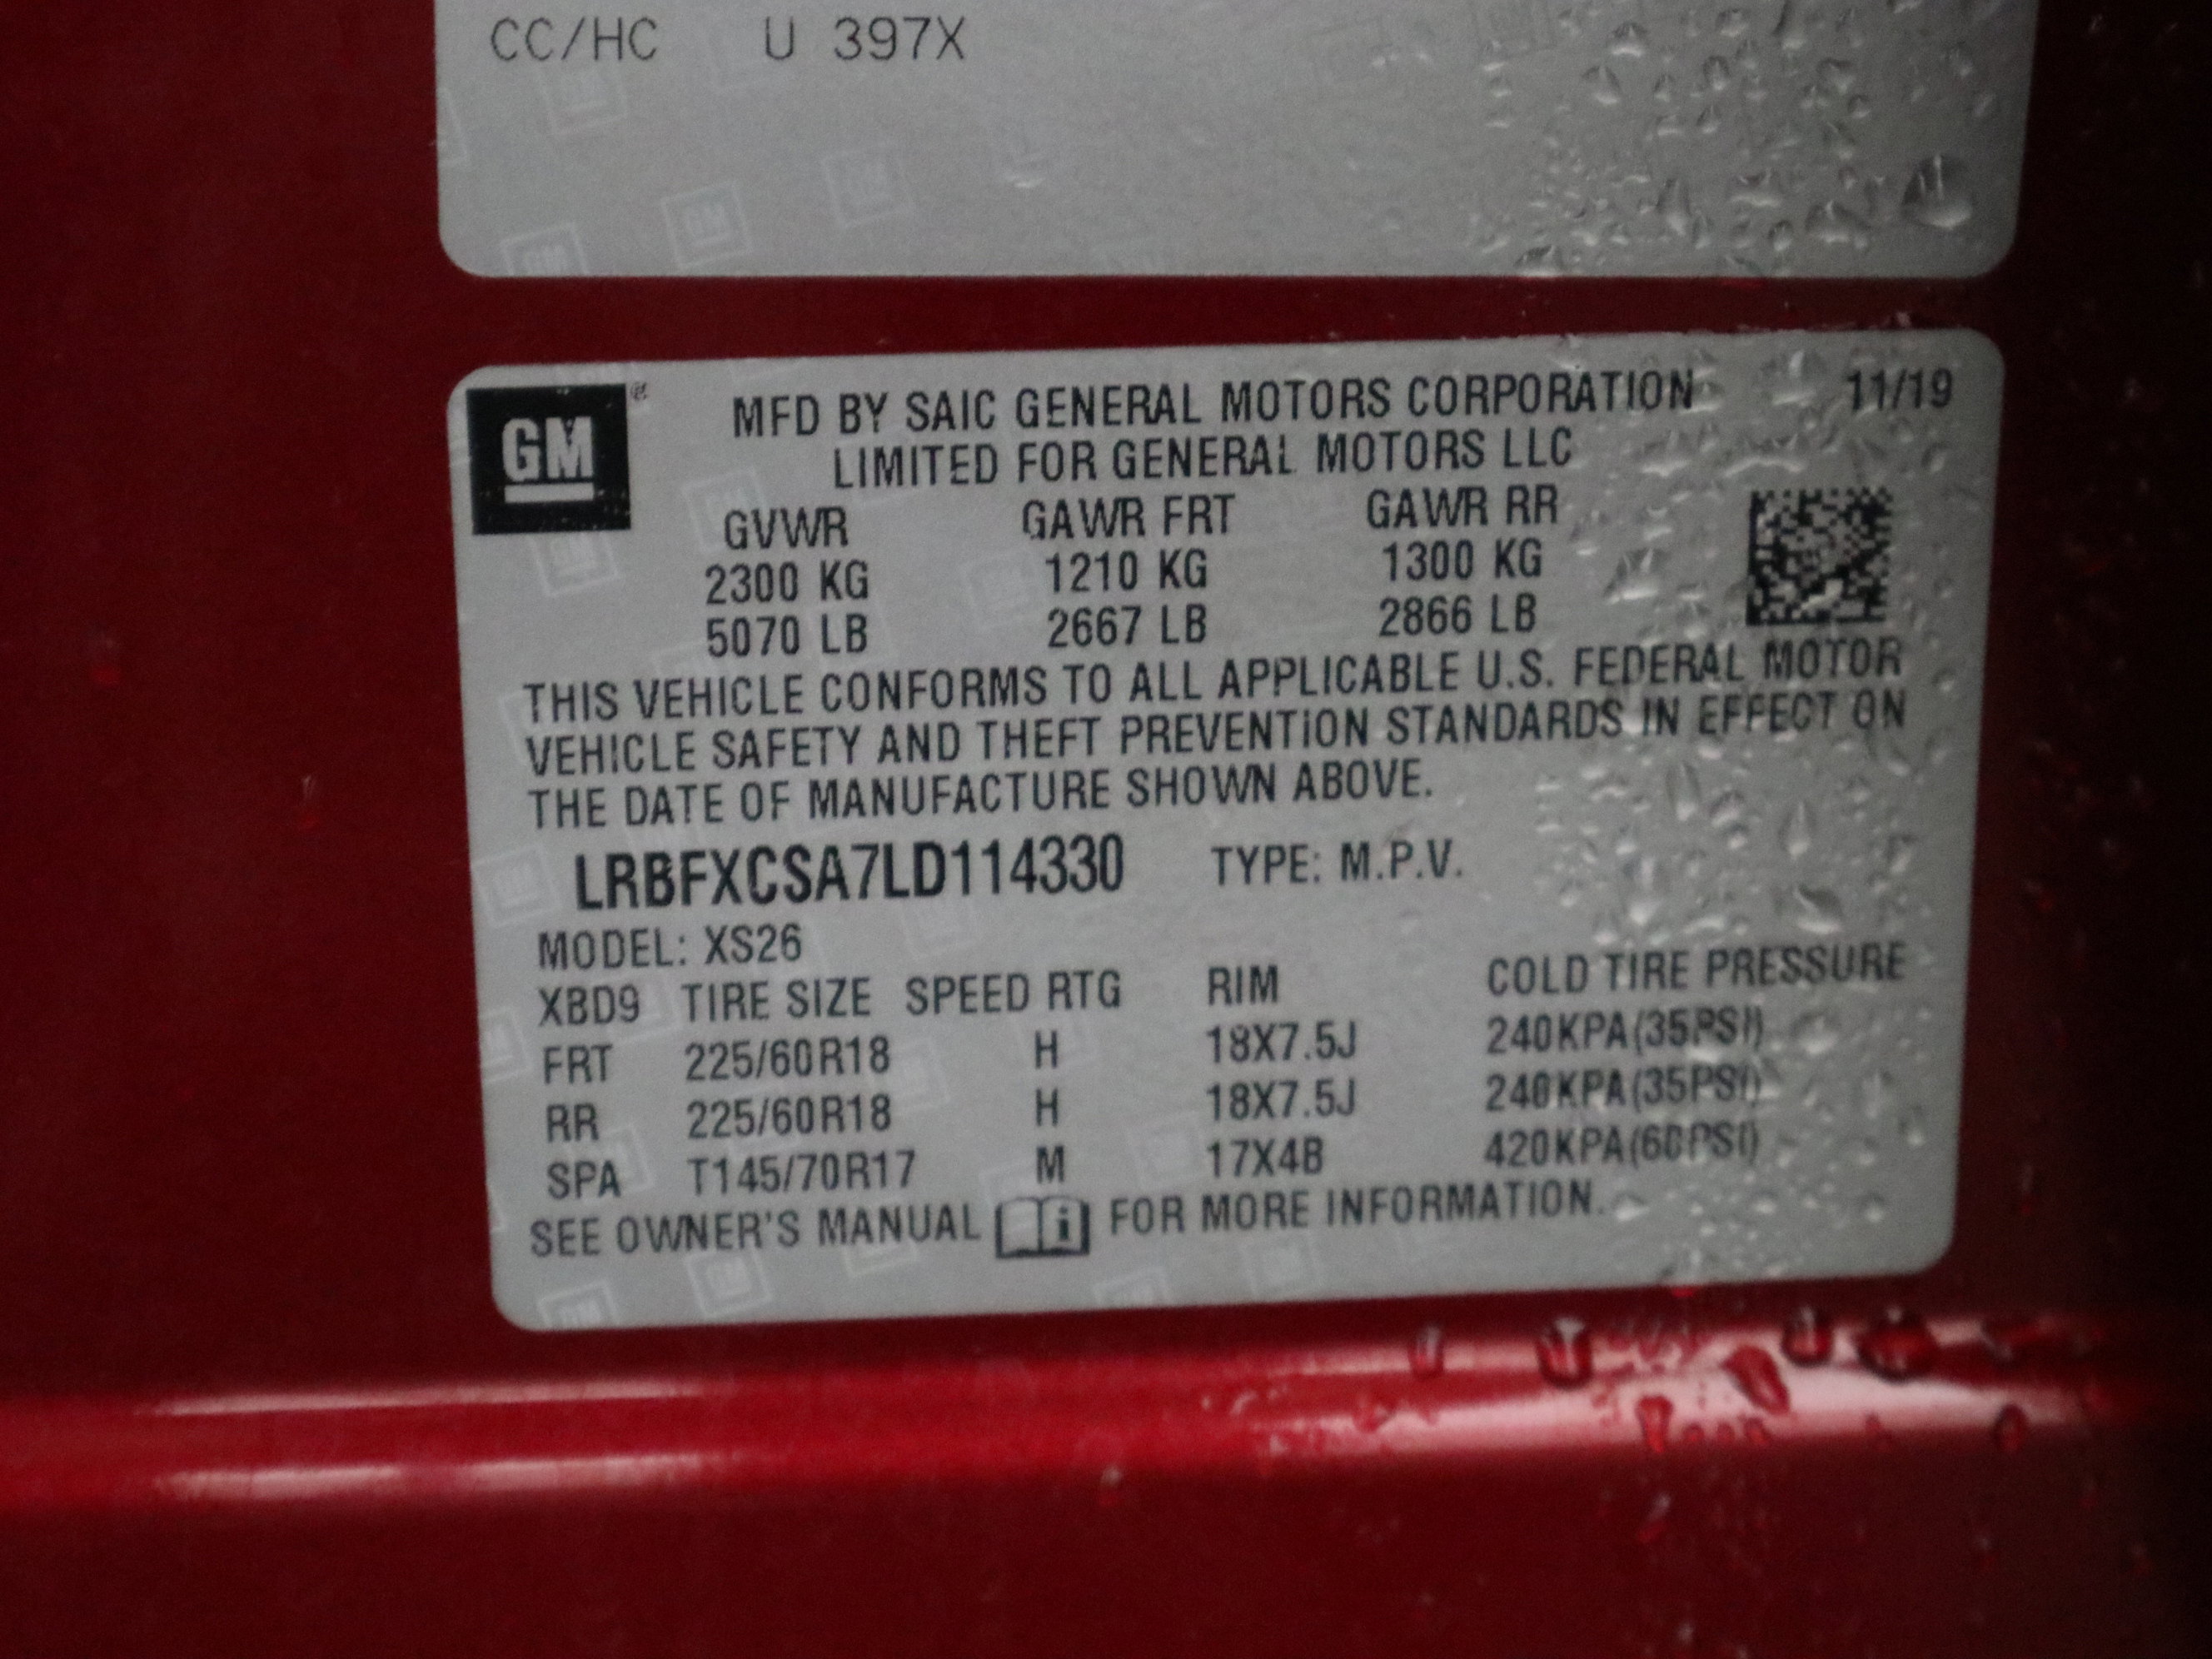 CC/HC U 397X
GM ®
MFD BY SAIC GENERAL MOTORS CORPORATION 11/19
LIMITED FOR GENERAL MOTORS LLC
GVWR GAWR FRT GAWR RR
2300 KG 1210 KG 1300 KG
5070 LB 2667 LB 2866 LB
THIS VEHICLE CONFORMS TO ALL APPLICABLE U.S. FEDERAL MOTOR
VEHICLE SAFETY AND THEFT PREVENTION STANDARDS IN EFFECT ON
THE DATE OF MANUFACTURE SHOWN ABOVE.
LRBFXCSA7LD114330 TYPE: M.P.V.
MODEL: XS26
XBD9 TIRE SIZE SPEED RTG RIM COLD TIRE PRESSURE
FRT 225/60R18 H 18X7.5J 240KPA(35PSI)
RR 225/60R18 H 18X7.5J 240KPA(35PSI)
SPA T145/70R17 M 17X4B 420KPA(60PSI)
SEE OWNER'S MANUAL i FOR MORE INFORMATION.